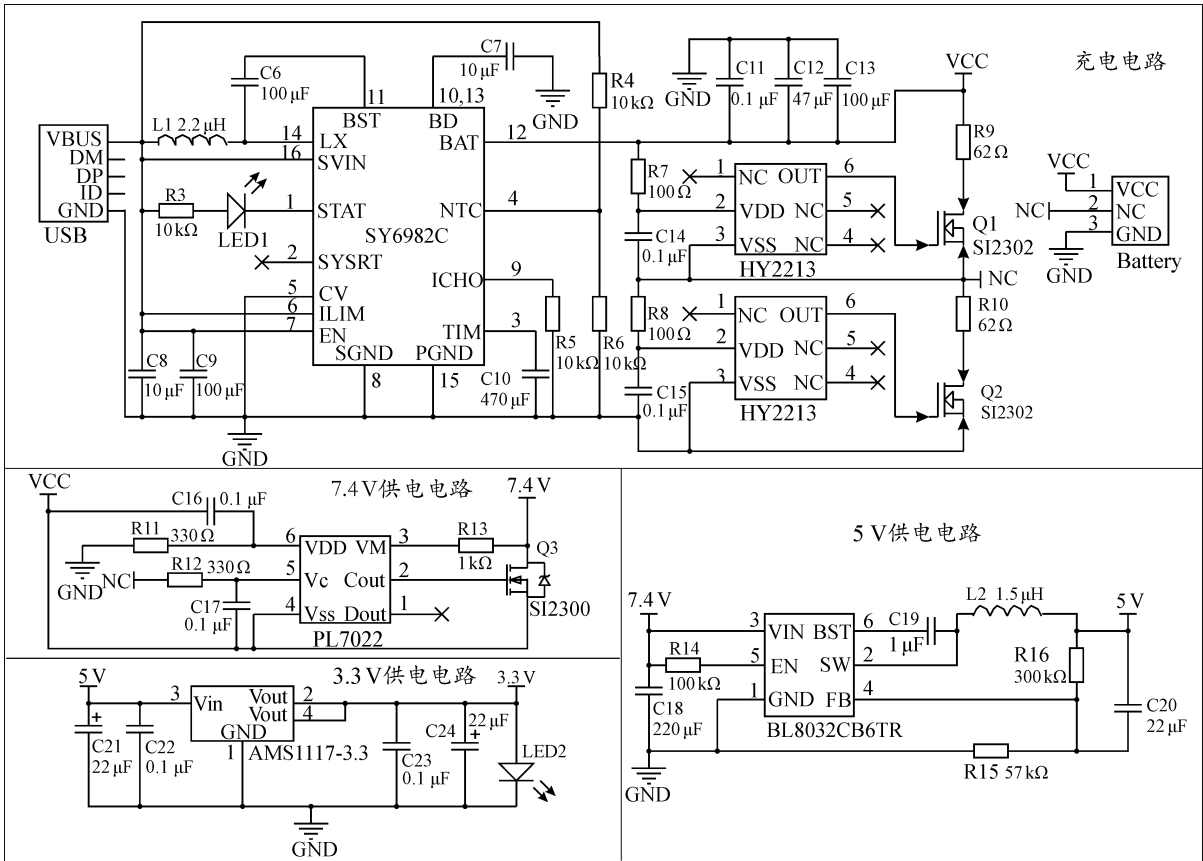 充电电路
VCC
C7
10 μF
10,13
GND
C6
100 μF
11
R4
10 kΩ
GND
C11
0.1 μF
C12
47 μF
C13
100 μF
R9
62 Ω
VBUS
DM
DP
ID
GND
USB
L1 2.2 μH
14
16
BST
BD
LX
BAT
SVIN
12
R3
10 kΩ
LED1
1
STAT
NTC
4
SY6982C
2
SYSRT
ICHO
9
5
CV
6
ILIM
7
EN
TIM
3
SGND
PGND
8
15
C8
10 μF
C9
100 μF
C10
470 μF
R5
10 kΩ
R6
10 kΩ
GND
R7
100 Ω
C14
0.1 μF
1
NC OUT
6
2
VDD NC
5
3
VSS NC
4
HY2213
Q1
SI2302
NC
R8
100 Ω
C15
0.1 μF
1
NC OUT
6
2
VDD NC
5
3
VSS NC
4
HY2213
R10
62 Ω
Q2
SI2302
VCC
1
VCC
NC
2
NC
3
GND
GND
Battery
VCC
7.4 V供电电路
7.4 V
C16
0.1 μF
R11
330 Ω
GND
NC
R12
330 Ω
C17
0.1 μF
6
VDD VM
3
5
Vc Cout
2
4
Vss Dout
1
PL7022
R13
1 kΩ
Q3
SI2300
5 V供电电路
7.4 V
R14
100 kΩ
C18
220 μF
GND
3
VIN BST
6
5
EN SW
2
1
GND FB
4
BL8032CB6TR
C19
1 μF
L2 1.5 μH
5 V
R16
300 kΩ
C20
22 μF
R15 57 kΩ
3.3 V供电电路
5 V
3.3 V
+
C21
22 μF
C22
0.1 μF
3
Vin
Vout
2
Vout
4
GND
1
AMS1117-3.3
C23
0.1 μF
C24
22 μF
+
LED2
GND